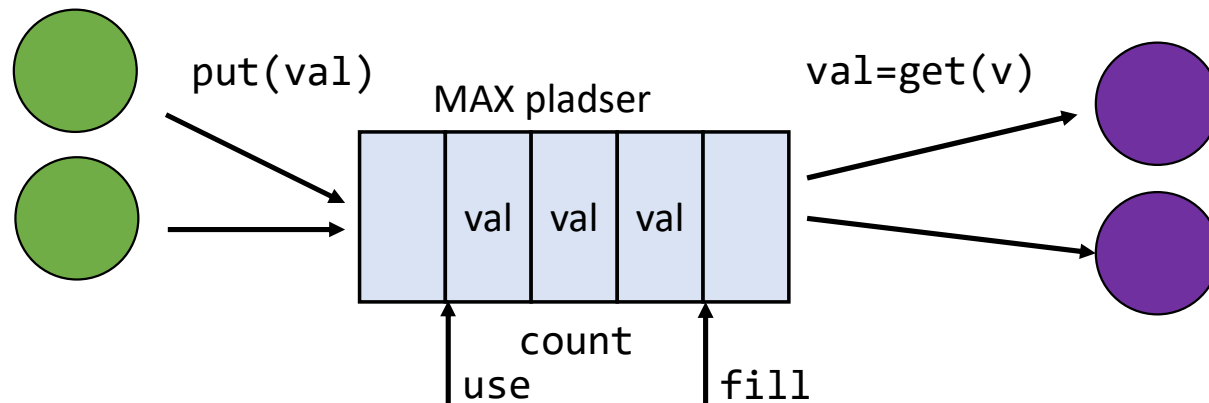 put(val)
val=get(v)
MAX pladser
val val val
count
use
fill